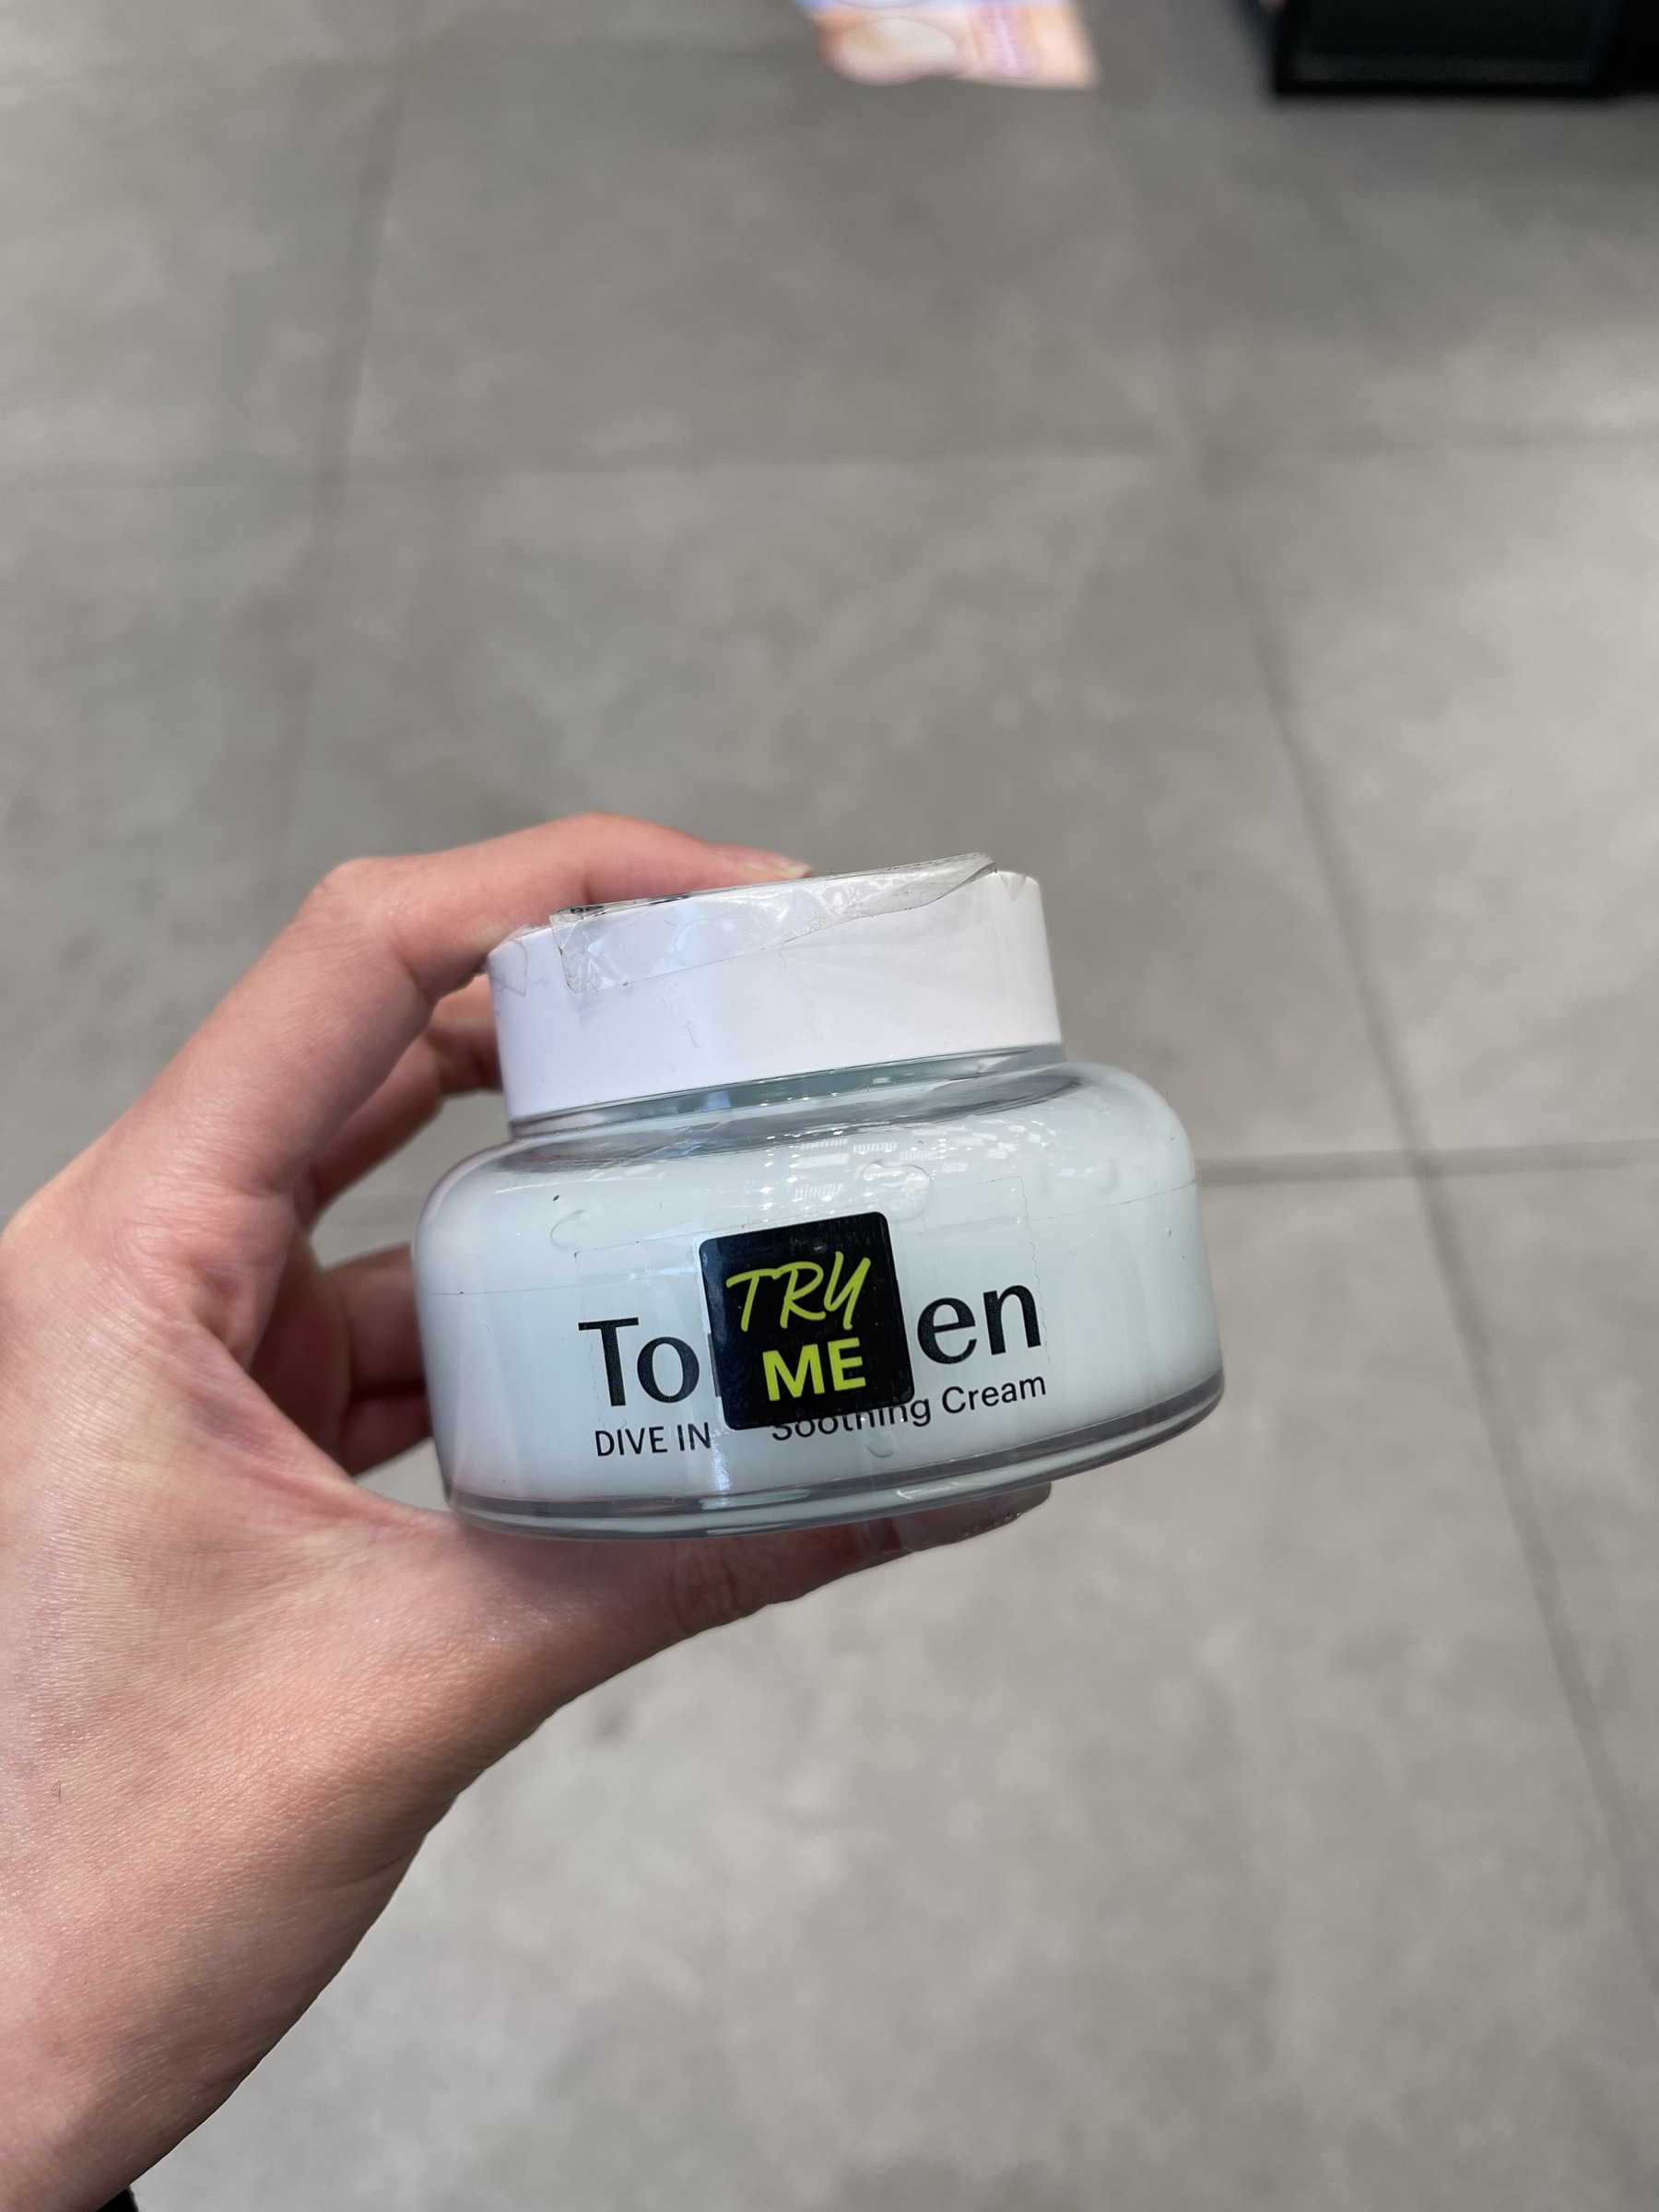 TRY
ME
To en
DIVE IN Soothing Cream